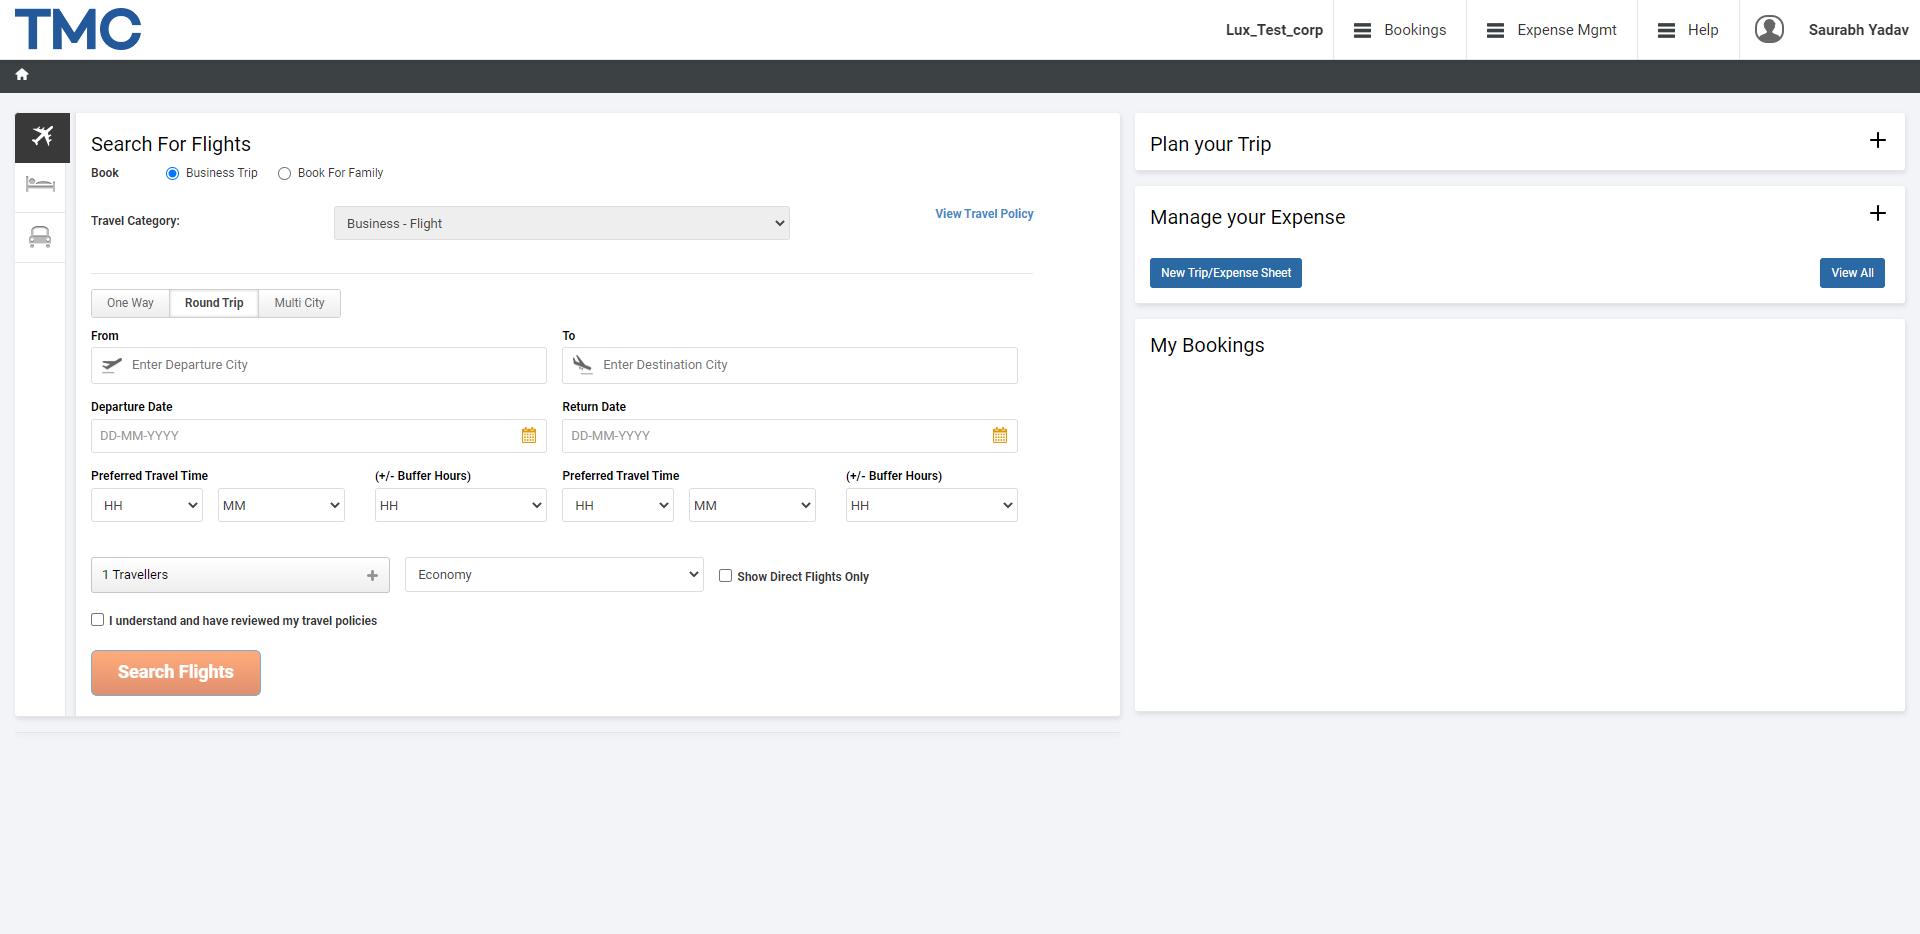 TMC
Lux_Test_corp
Bookings
Expense Mgmt
Help
Saurabh Yadav
Search For Flights
Book
Business Trip
Book For Family
Travel Category:
Business - Flight
View Travel Policy
One Way
Round Trip
Multi City
From
To
Enter Departure City
Enter Destination City
Departure Date
Return Date
DD-MM-YYYY
DD-MM-YYYY
Preferred Travel Time
(+/- Buffer Hours)
Preferred Travel Time
(+/- Buffer Hours)
HH
MM
HH
HH
MM
HH
1 Travellers
Economy
Show Direct Flights Only
I understand and have reviewed my travel policies
Search Flights
Plan your Trip
Manage your Expense
New Trip/Expense Sheet
View All
My Bookings